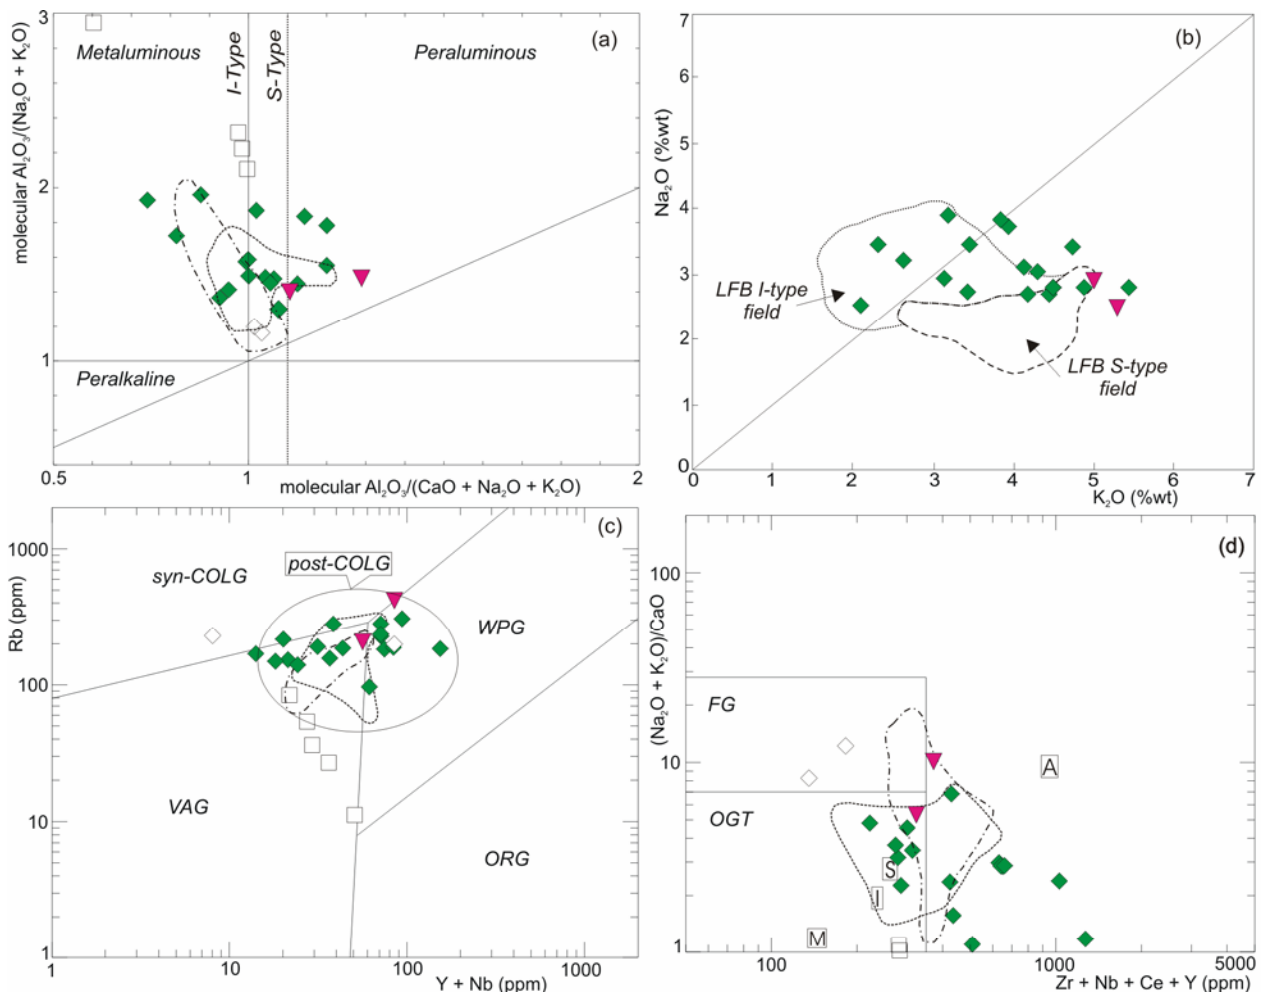 (a)
3
2
1
0.5
1
2
Metaluminous
Peraluminous
I-Type
S-Type
Peralkaline
molecular Al₂O₃/(Na₂O + K₂O)
molecular Al₂O₃/(CaO + Na₂O + K₂O)
(b)
7
6
5
4
3
2
1
0
0
1
2
3
4
5
6
7
Na₂O (%wt)
K₂O (%wt)
LFB I-type
field
LFB S-type
field
(c)
1000
100
10
1
1
10
100
1000
Rb (ppm)
Y + Nb (ppm)
syn-COLG
post-COLG
WPG
VAG
ORG
(d)
100
10
1
100
1000
5000
(Na₂O + K₂O)/CaO
Zr + Nb + Ce + Y (ppm)
FG
OGT
A
S
I
M